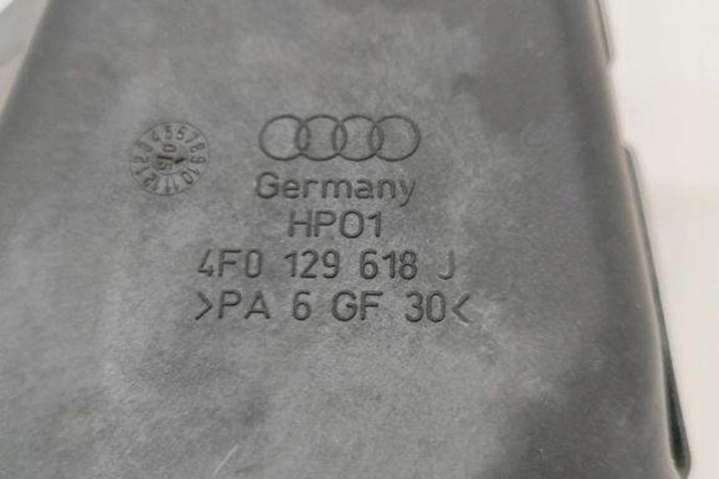 Germany
HP01
4F0 129 618 J
>PA 6 GF 30<